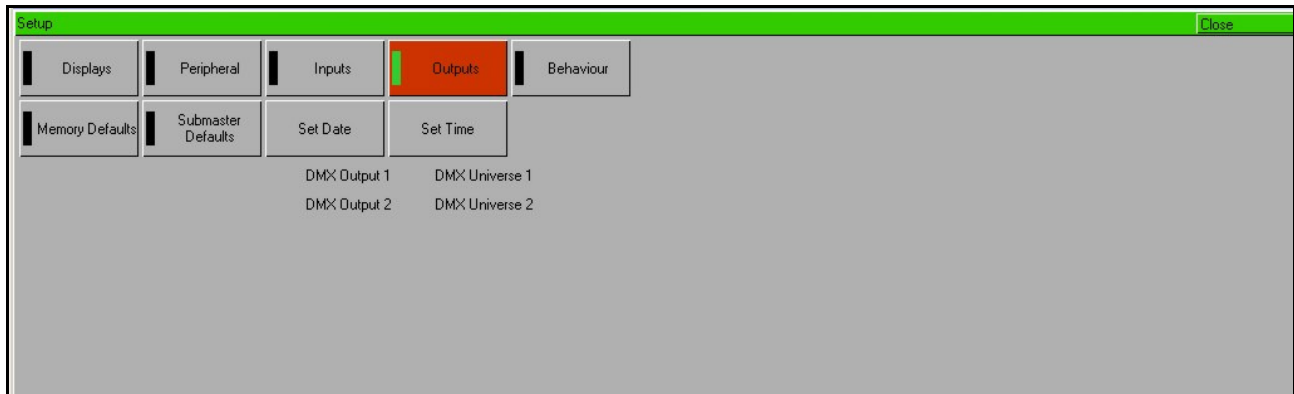 Setup Close
Displays Peripheral Inputs Outputs Behaviour
Memory Defaults Submaster Defaults Set Date Set Time
DMX Output 1 DMX Universe 1
DMX Output 2 DMX Universe 2